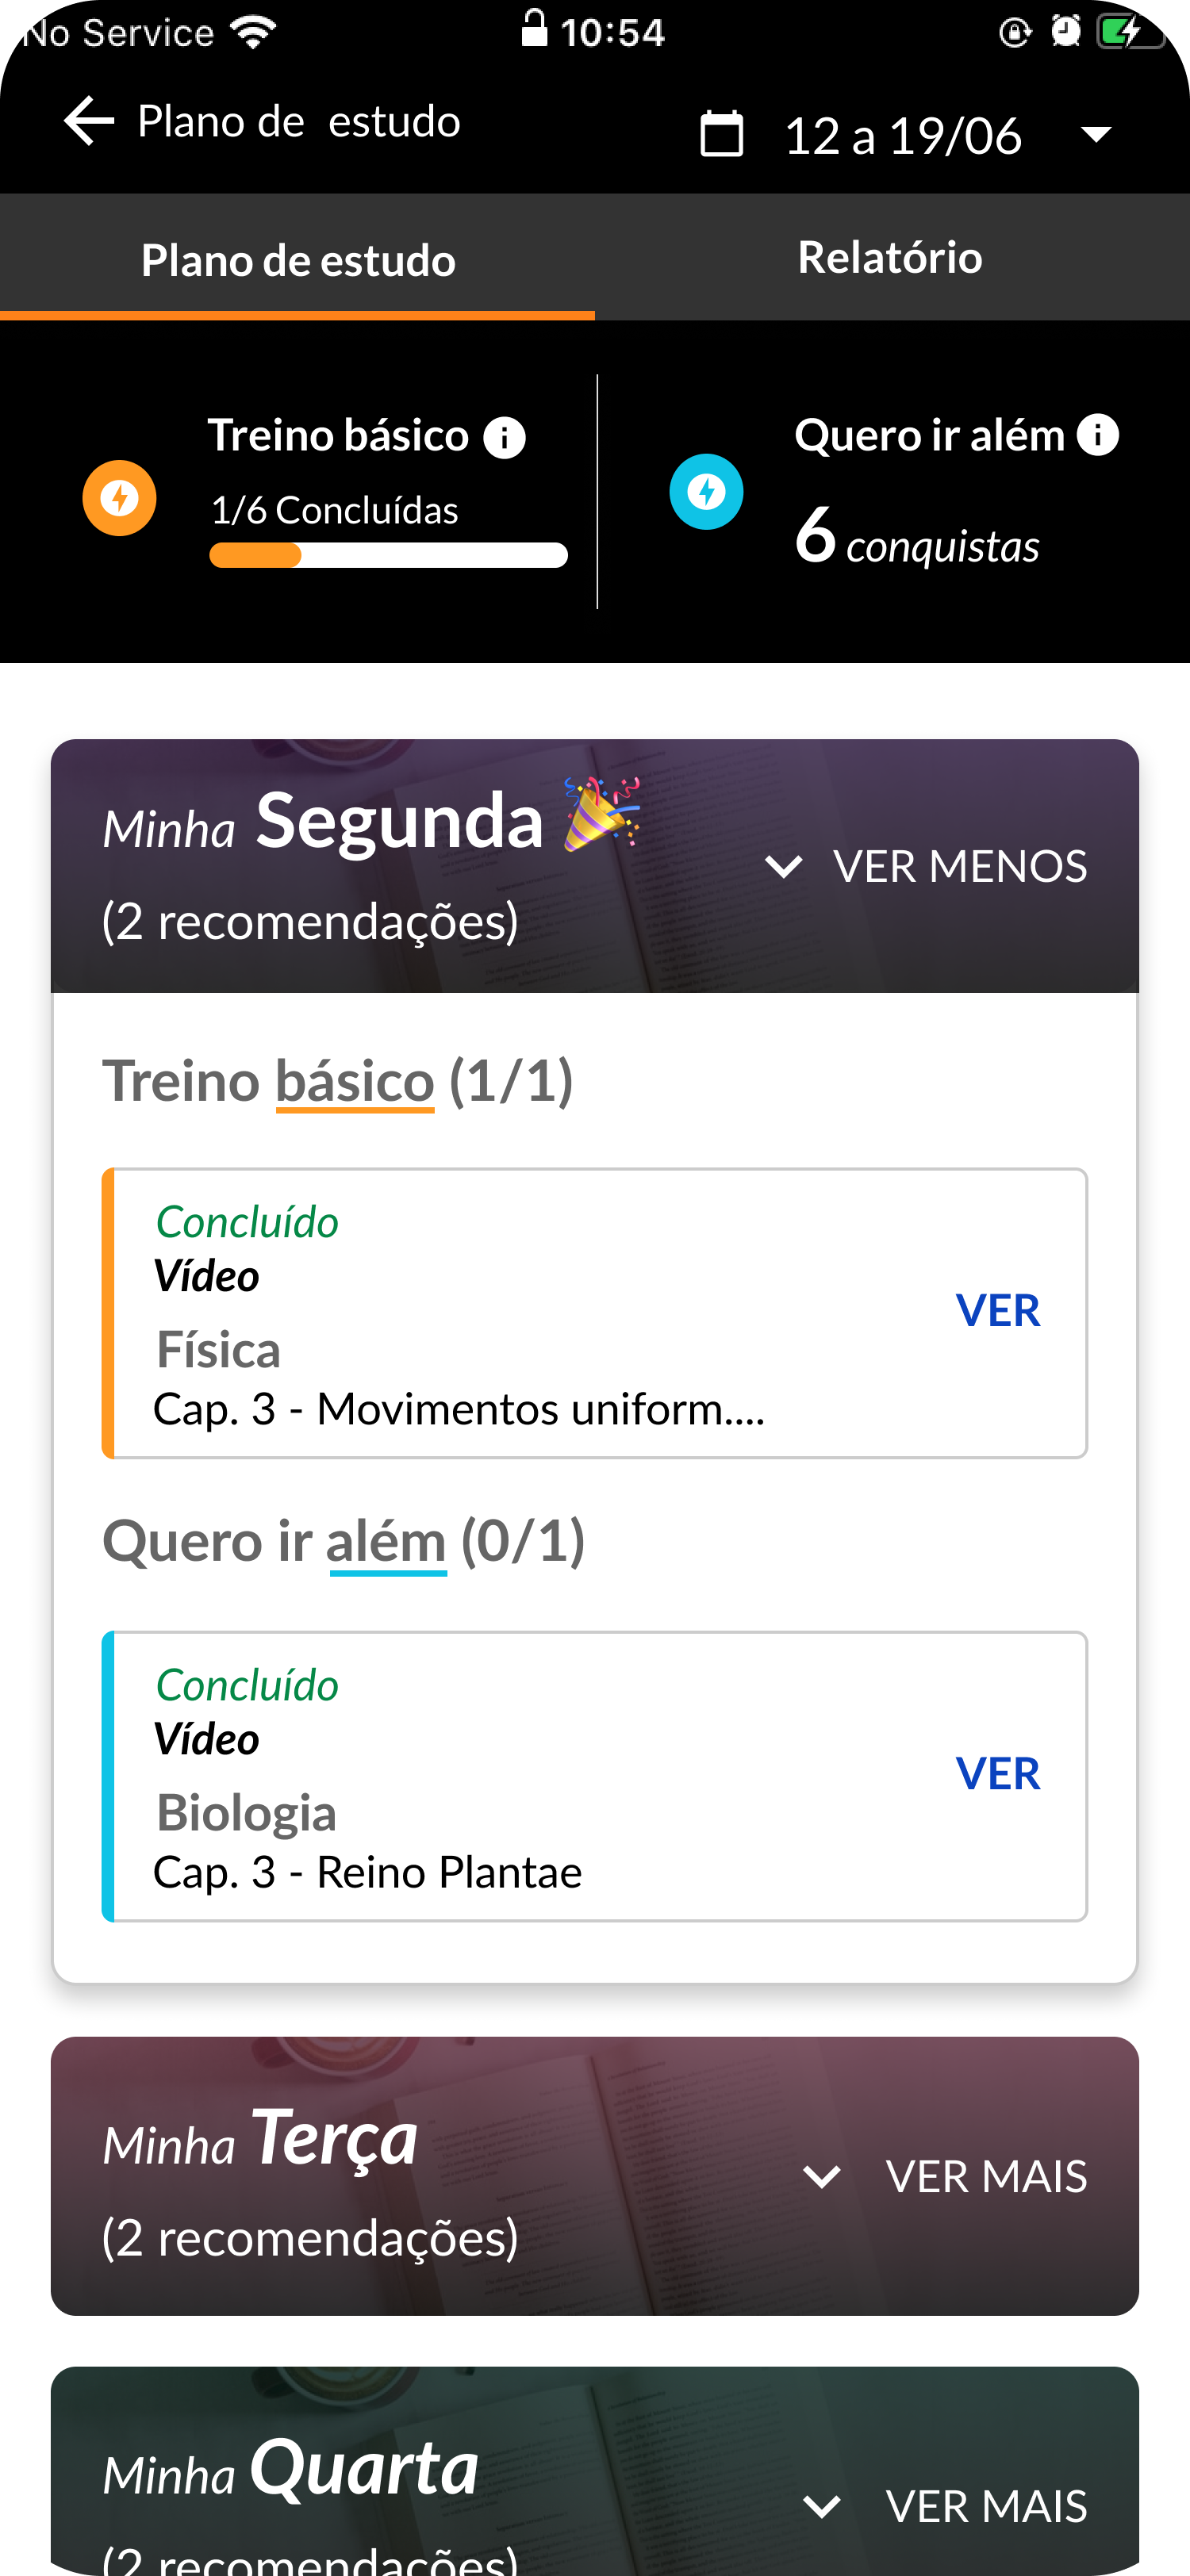 No Service 10:54
Plano de estudo
12 a 19/06
Plano de estudo
Relatório
Treino básico
1/6 Concluídas
Quero ir além
6 conquistas
Minha Segunda
(2 recomendações)
VER MENOS
Treino básico (1/1)
Concluído
Vídeo
Física
Cap. 3 - Movimentos uniform....
VER
Quero ir além (0/1)
Concluído
Vídeo
Biologia
Cap. 3 - Reino Plantae
VER
Minha Terça
(2 recomendações)
VER MAIS
Minha Quarta
(2 recomendações)
VER MAIS